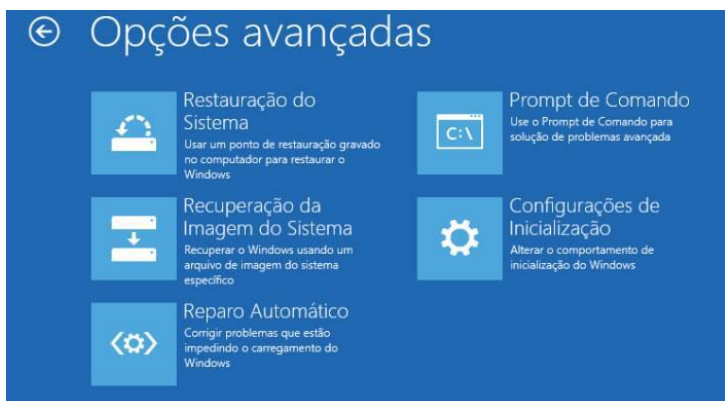 Opções avançadas
Restauração do
Sistema
Usar um ponto de restauração gravado
no computador para restaurar o
Windows
Recuperação da
Imagem do Sistema
Recuperar o Windows usando um
arquivo de imagem do sistema
específico
Reparo Automático
Corrigir problemas que estão
impedindo o carregamento do
Windows
C:\
Prompt de Comando
Use o Prompt de Comando para
solução de problemas avançada
Configurações de
Inicialização
Alterar o comportamento de
inicialização do Windows